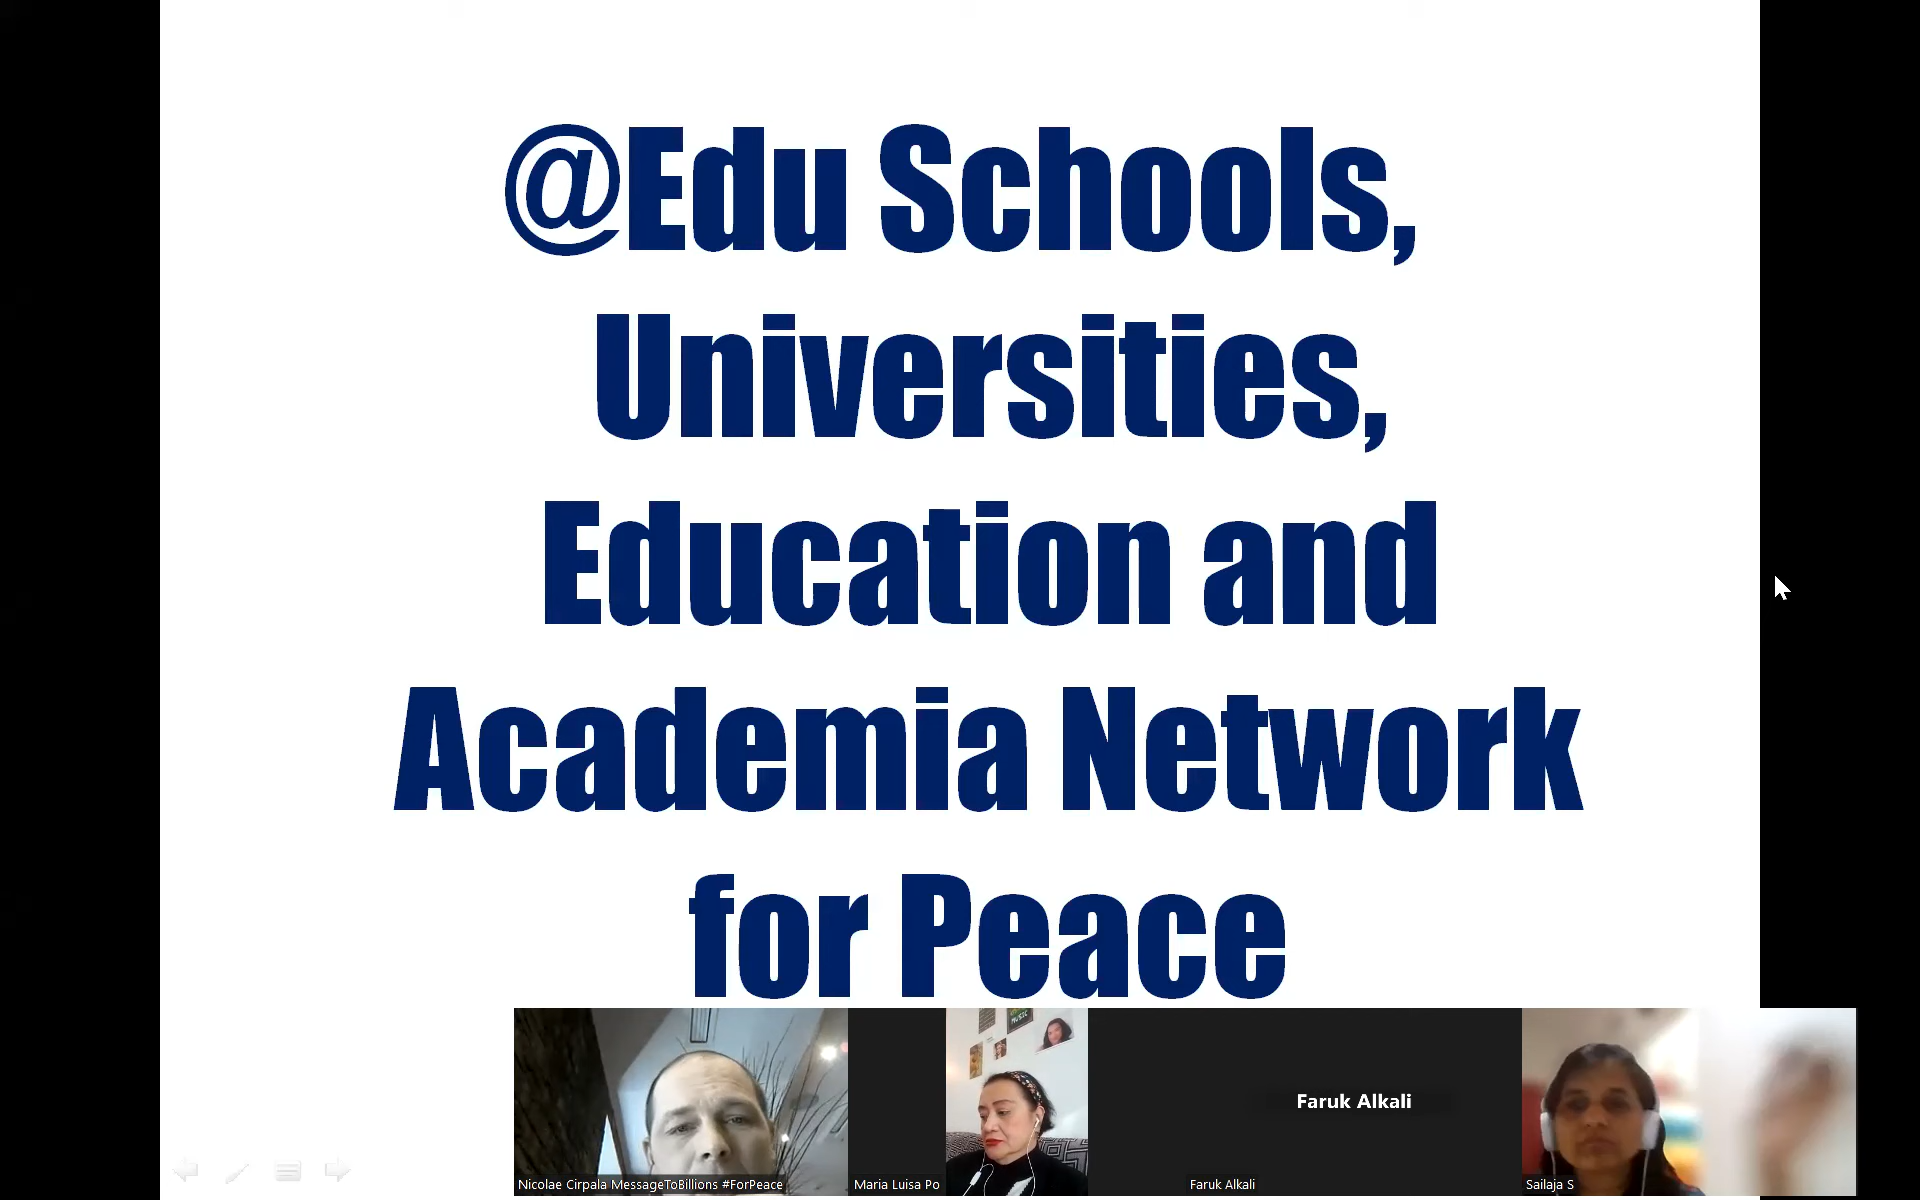 @Edu Schools,
Universities,
Education and
Academia Network
for Peace
MUSIC
Faruk Alkali
Nicolae Cirpala MessageToBillions #ForPeace
Maria Luisa Po
Faruk Alkali
Sailaja S